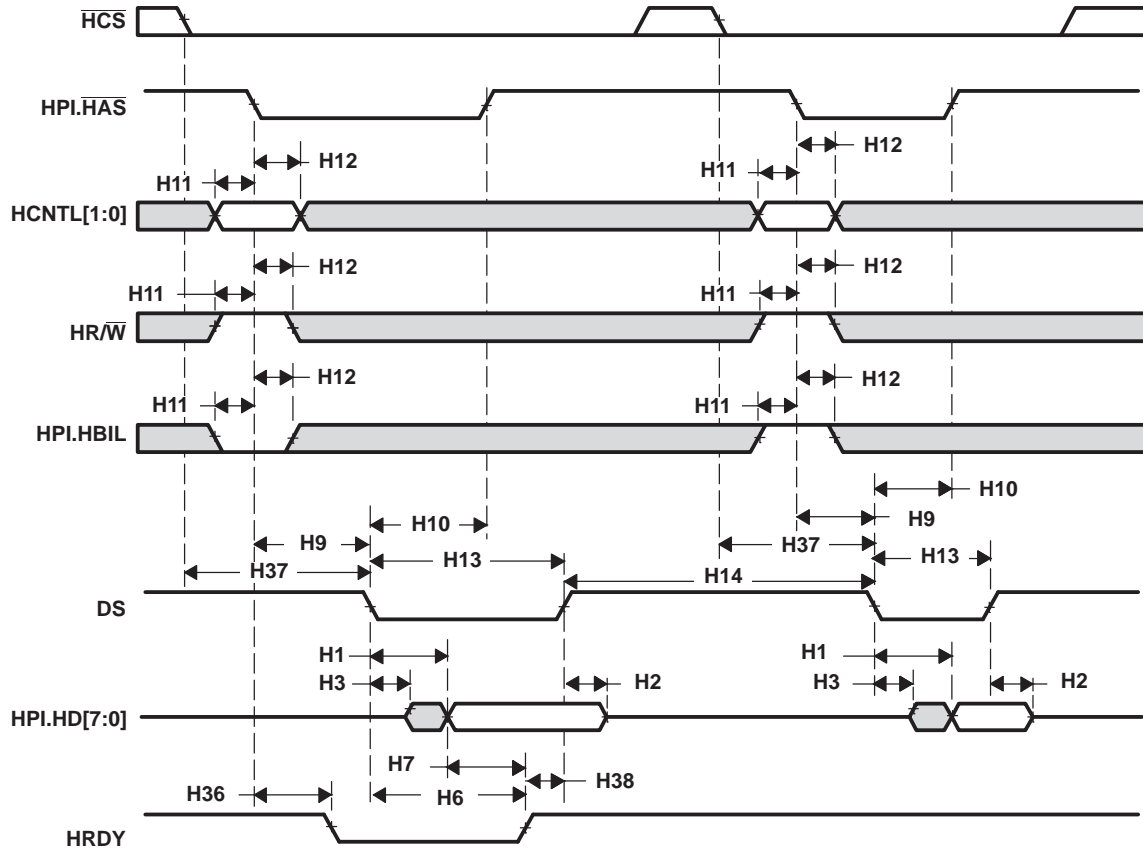 H̅C̅S̅
HPI.H̅A̅S̅
H12
H12
H11
H11
HCNTL[1:0]
H12
H12
H11
H11
HR/W̅
H12
H12
H11
H11
HPI.HBIL
H10
H10
H9
H9
H37
H37
H13
H13
H14
DS
H1
H1
H3
H2
H3
H2
HPI.HD[7:0]
H7
H38
H36
H6
HRDY